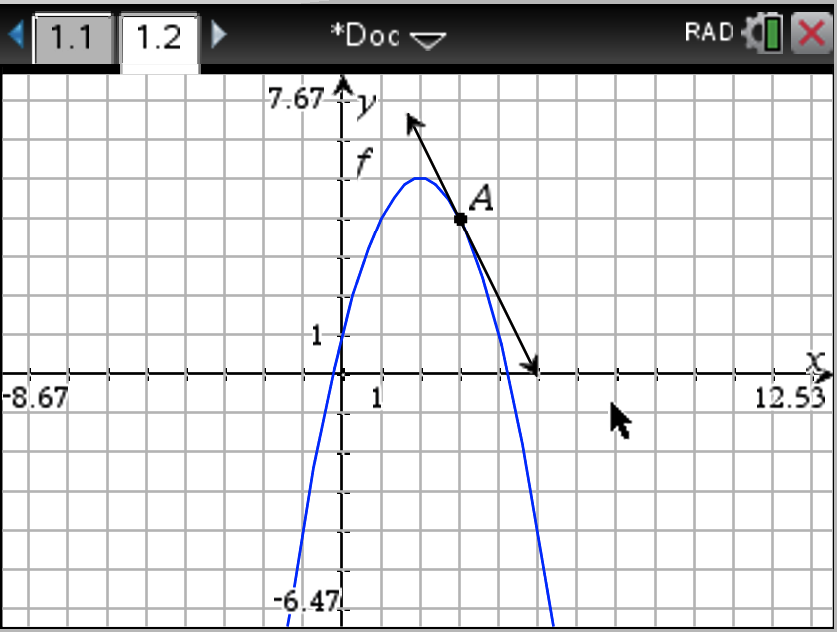 1.1 1.2 *Doc RAD
7.67 y
f
A
1
x
-8.67 1 12.53
-6.47